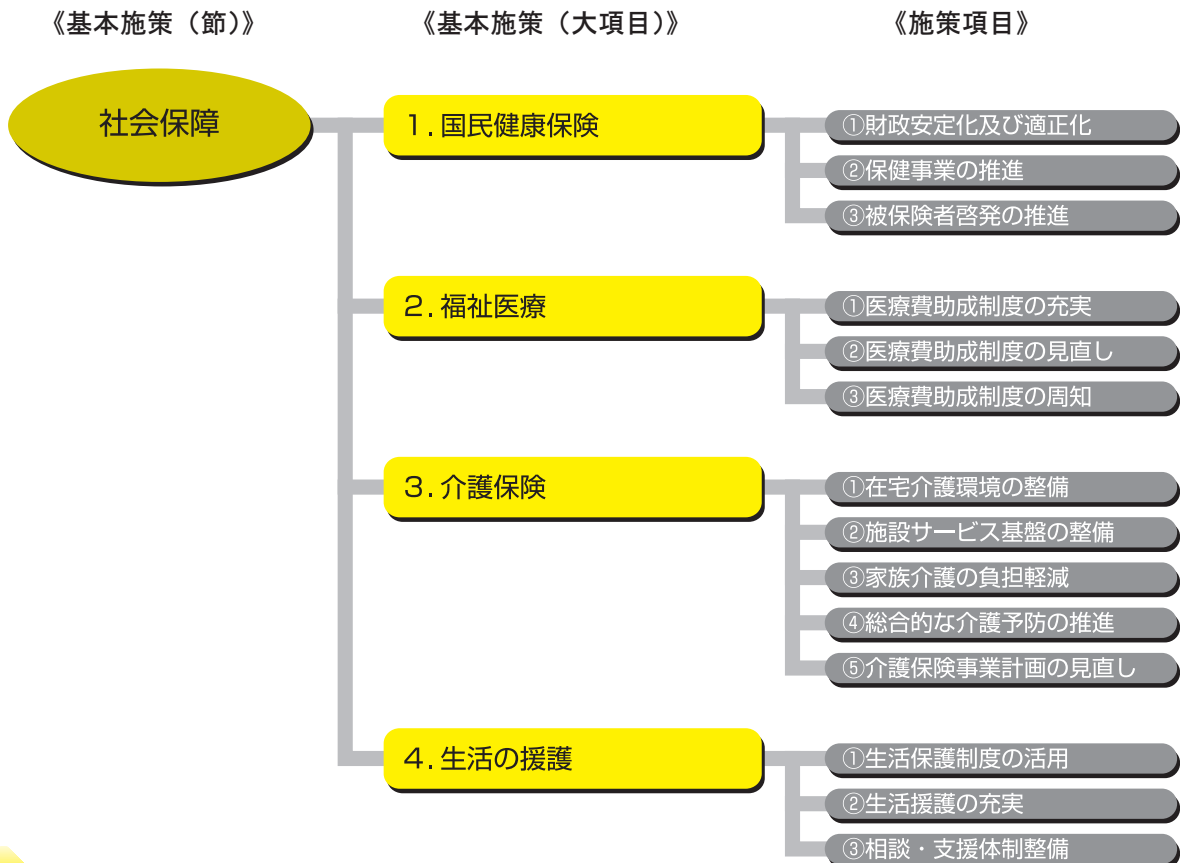 《基本施策（節）》 《基本施策（大項目）》 《施策項目》
社会保障
１．国民健康保険
①財政安定化及び適正化
②保健事業の推進
③被保険者啓発の推進
２．福祉医療
①医療費助成制度の充実
②医療費助成制度の見直し
③医療費助成制度の周知
３．介護保険
①在宅介護環境の整備
②施設サービス基盤の整備
③家族介護の負担軽減
④総合的な介護予防の推進
⑤介護保険事業計画の見直し
４．生活の援護
①生活保護制度の活用
②生活援護の充実
③相談・支援体制整備